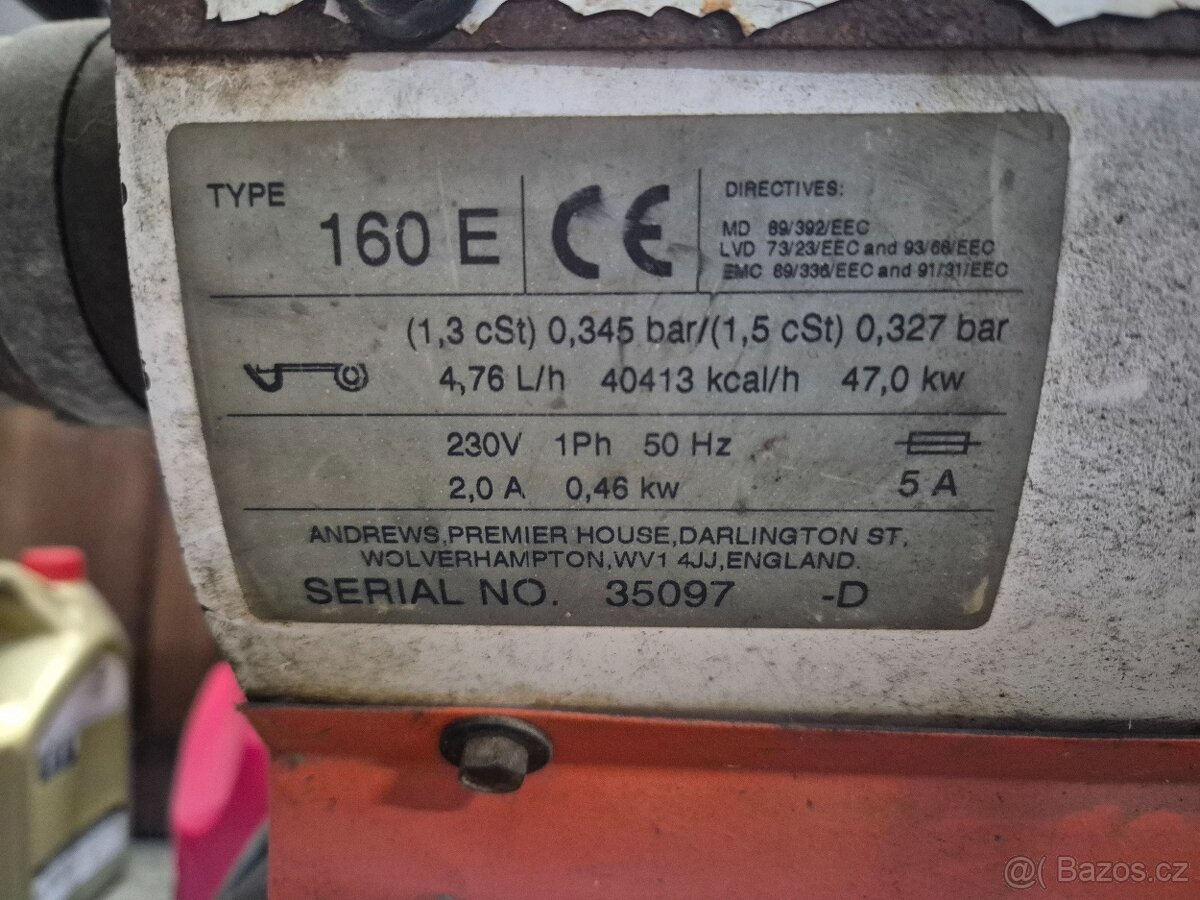 TYPE 160 E CE DIRECTIVES:
MD 89/392/EEC
LVD 73/23/EEC and 93/68/EEC
EMC 89/336/EEC and 91/31/EEC
(1,3 cSt) 0,345 bar/(1,5 cSt) 0,327 bar
4,76 L/h 40413 kcal/h 47,0 kw
230V 1Ph 50 Hz
2,0 A 0,46 kw 5 A
ANDREWS,PREMIER HOUSE,DARLINGTON ST,
WOLVERHAMPTON,WV1 4JJ,ENGLAND.
SERIAL NO. 35097 -D
@( Bazos.cz